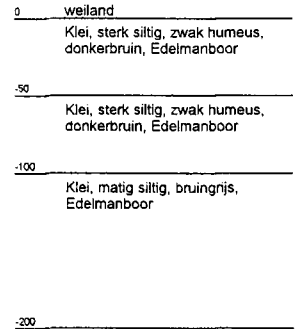 0 weiland
Klei, sterk siltig, zwak humeus,
donkerbruin, Edelmanboor
-50
Klei, sterk siltig, zwak humeus,
donkerbruin, Edelmanboor
-100
Klei, matig siltig, bruingrijs,
Edelmanboor
-200